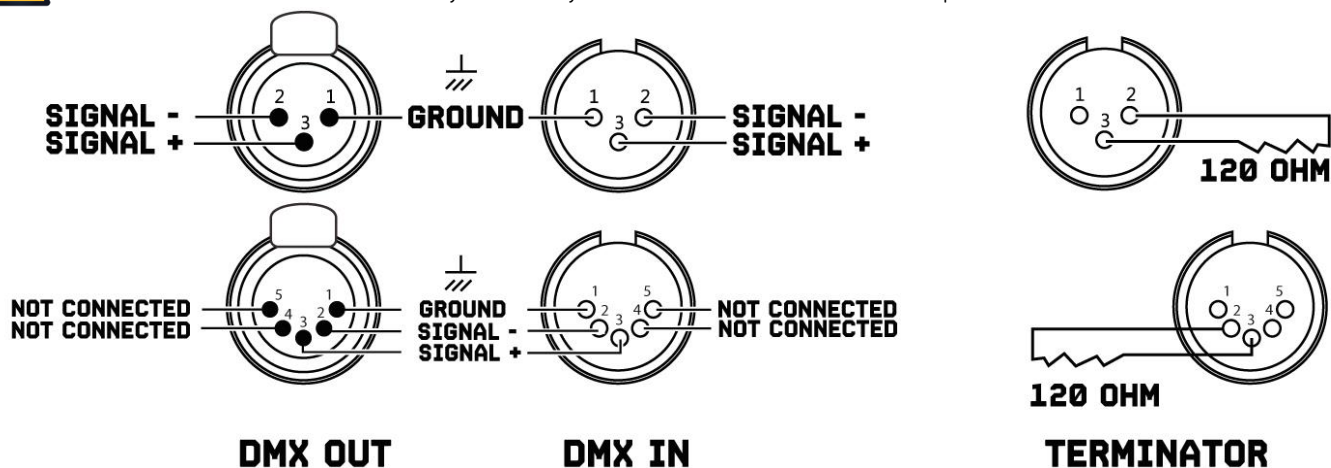 2 1
3
SIGNAL -
SIGNAL +
GROUND
1 2
3
SIGNAL -
SIGNAL +
1 2
3
120 OHM
5 1
4 3 2
NOT CONNECTED
NOT CONNECTED
GROUND
SIGNAL -
SIGNAL +
1 5
2 3 4
NOT CONNECTED
NOT CONNECTED
1 5
2 3 4
120 OHM
DMX OUT DMX IN TERMINATOR